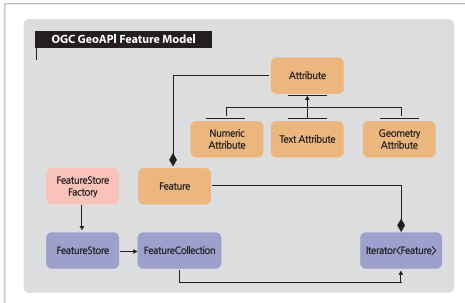 OGC GeoAPI Feature Model
Attribute
Numeric
Attribute
Text Attribute
Geometry
Attribute
FeatureStore
Factory
Feature
FeatureStore
FeatureCollection
Iterator<Feature>